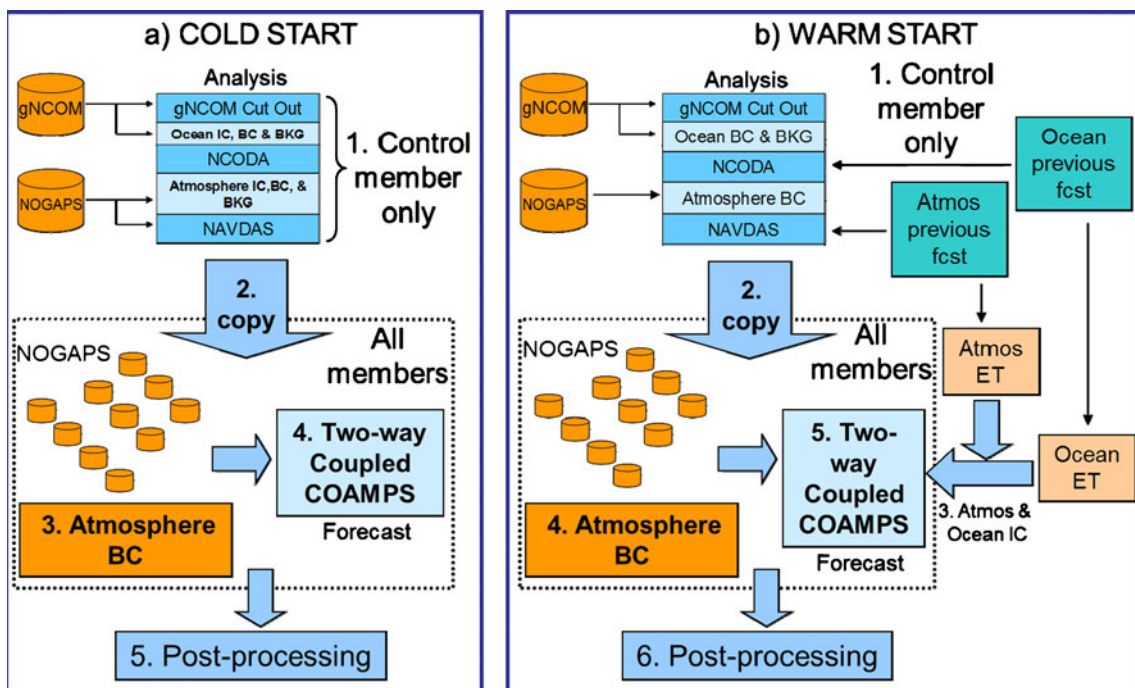 a) COLD START
Analysis
gNCOM
gNCOM Cut Out
Ocean IC, BC & BKG
NCODA
NOGAPS
Atmosphere IC,BC, &
BKG
NAVDAS
1. Control
member
only
2.
copy
NOGAPS
All
members
4. Two-way
Coupled
COAMPS
Forecast
3. Atmosphere
BC
5. Post-processing
b) WARM START
Analysis
1. Control
member
only
gNCOM
gNCOM Cut Out
Ocean BC & BKG
NCODA
NOGAPS
Atmosphere BC
NAVDAS
Ocean
previous
fcst
Atmos
previous
fcst
2.
copy
NOGAPS
All
members
Atmos
ET
5. Two-
way
Coupled
COAMPS
Forecast
Ocean
ET
3. Atmos &
Ocean IC
4. Atmosphere
BC
6. Post-processing